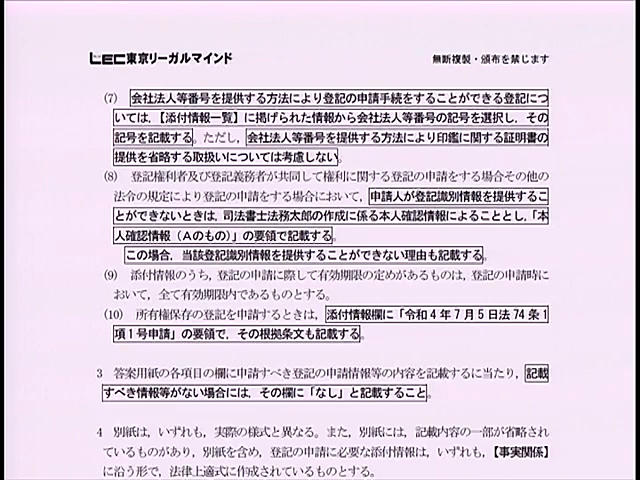 LEC東京リーガルマインド 無断複製・頒布を禁じます
(7) 会社法人等番号を提供する方法により登記の申請手続をすることができる登記につ
いては，【添付情報一覧】に掲げられた情報から会社法人等番号の記号を選択し，その
記号を記載する。ただし，会社法人等番号を提供する方法により印鑑に関する証明書の
提供を省略する取扱いについては考慮しない。
(8) 登記権利者及び登記義務者が共同して権利に関する登記の申請をする場合その他の
法令の規定により登記の申請をする場合において，申請人が登記識別情報を提供するこ
とができないときは，司法書士法務太郎の作成に係る本人確認情報によることとし，「本
人確認情報（Ａのもの）」の要領で記載する。
この場合，当該登記識別情報を提供することができない理由も記載する。
(9) 添付情報のうち，登記の申請に際して有効期限の定めがあるものは，登記の申請時に
おいて，全て有効期限内であるものとする。
(10) 所有権保存の登記を申請するときは，添付情報欄に「令和４年７月５日法74条１
項１号申請」の要領で，その根拠条文も記載する。
3 答案用紙の各項目の欄に申請すべき登記の申請情報等の内容を記載するに当たり，記載
すべき情報等がない場合には，その欄に「なし」と記載すること。
4 別紙は，いずれも，実際の様式と異なる。また，別紙には，記載内容の一部が省略され
ているものがあり，別紙を含め，登記の申請に必要な添付情報は，いずれも，【事実関係】
に沿う形で，法律上適式に作成されているものとする。